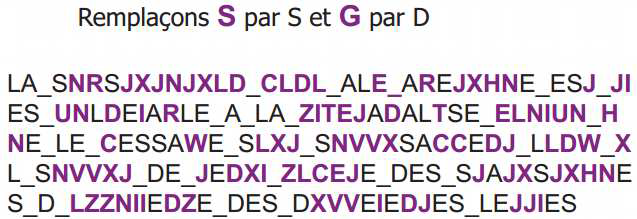 Remplaçons S par S et G par D
LA_SNRSJXJNJXLD_CLDL_ALE_AREJXHNE_ESJ_JI
ES_UNLDEIARLE_A_LA_ZITEJADALTSE_ELNIUN_H
NE_LE_CESSAWE_SLXJ_SNVVXSACCEDJ_LLDW_X
L_SNVVXJ_DE_JEDXI_ZLCEJE_DES_SJAJXSJXHNE
S_D_LZZNIIEDZE_DES_DXVVEIEDJES_LEJJIES